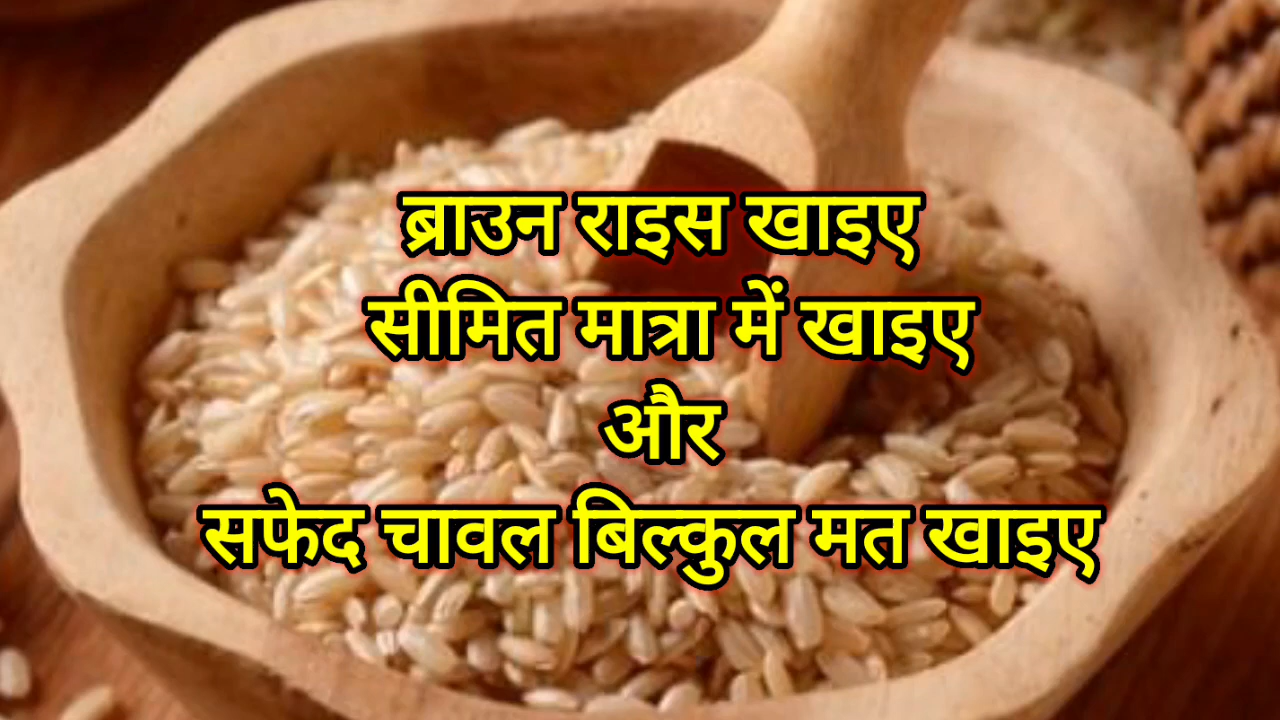 ब्राउन राइस खाइए
सीमित मात्रा में खाइए
और
सफेद चावल बिल्कुल मत खाइए